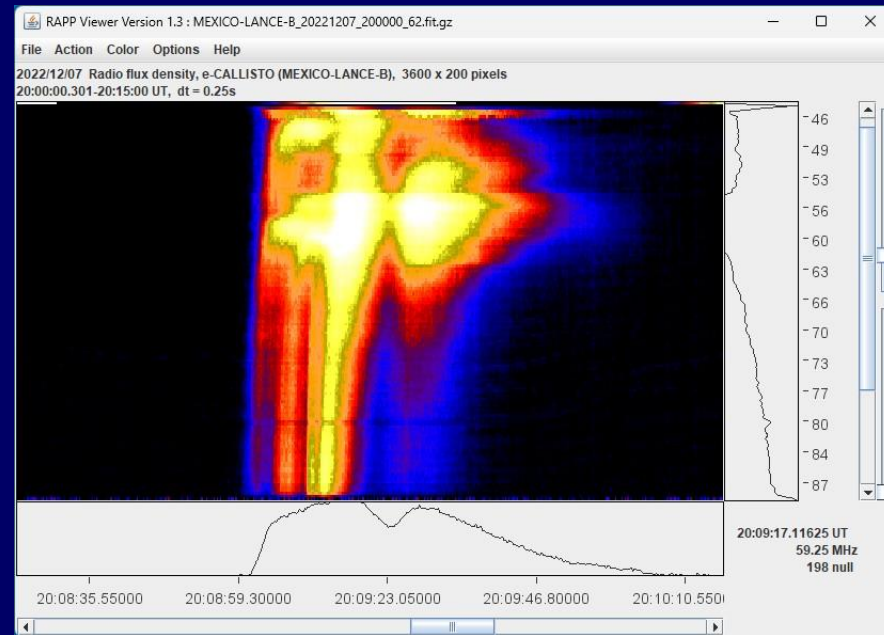 RAPP Viewer Version 1.3 : MEXICO-LANCE-B_20221207_200000_62.fit.gz
File Action Color Options Help
2022/12/07 Radio flux density, e-CALLISTO (MEXICO-LANCE-B), 3600 x 200 pixels
20:00:00.301-20:15:00 UT, dt = 0.25s
46
49
53
56
60
63
66
70
73
77
80
84
87
20:09:17.11625 UT
59.25 MHz
198 null
20:08:35.55000 20:08:59.30000 20:09:23.05000 20:09:46.80000 20:10:10.550